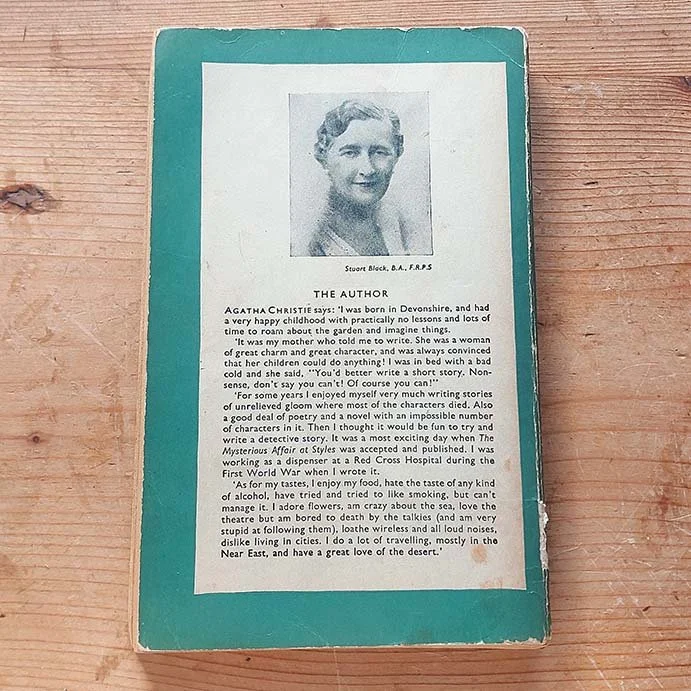 Stuart Black, B.A., F.R.P.S
THE AUTHOR
AGATHA CHRISTIE says: 'I was born in Devonshire, and had
a very happy childhood with practically no lessons and lots of
time to roam about the garden and imagine things.
'It was my mother who told me to write. She was a woman
of great charm and great character, and was always convinced
that her children could do anything! I was in bed with a bad
cold and she said, "You'd better write a short story, Non-
sense, don't say you can't! Of course you can!"
'For some years I enjoyed myself very much writing stories
of unrelieved gloom where most of the characters died. Also
a good deal of poetry and a novel with an impossible number
of characters in it. Then I thought it would be fun to try and
write a detective story. It was a most exciting day when The
Mysterious Affair at Styles was accepted and published. I was
working as a dispenser at a Red Cross Hospital during the
First World War when I wrote it.
'As for my tastes, I enjoy my food, hate the taste of any kind
of alcohol, have tried and tried to like smoking, but can't
manage it. I adore flowers, am crazy about the sea, love the
theatre but am bored to death by the talkies (and am very
stupid at following them), loathe wireless and all loud noises,
dislike living in cities. I do a lot of travelling, mostly in the
Near East, and have a great love of the desert.'